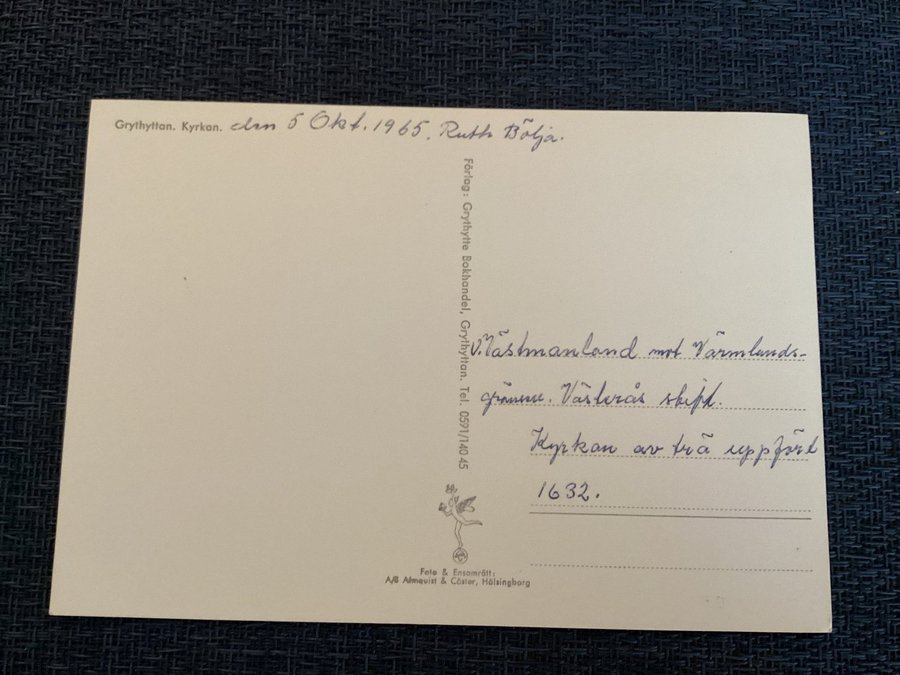 Grythyttan. Kyrkan. den 5 Okt. 1965. Ruth Bölja.
Förlag: Grythytte Bokhandel, Grythyttan. Tel. 0591/140 45
V. Västmanland mot Värmlands-
gränsen. Västerås stift.
Kyrkan av trä uppförd
1632.
Foto & Ensamrätt:
A/B Almquist & Cöster, Hälsingborg